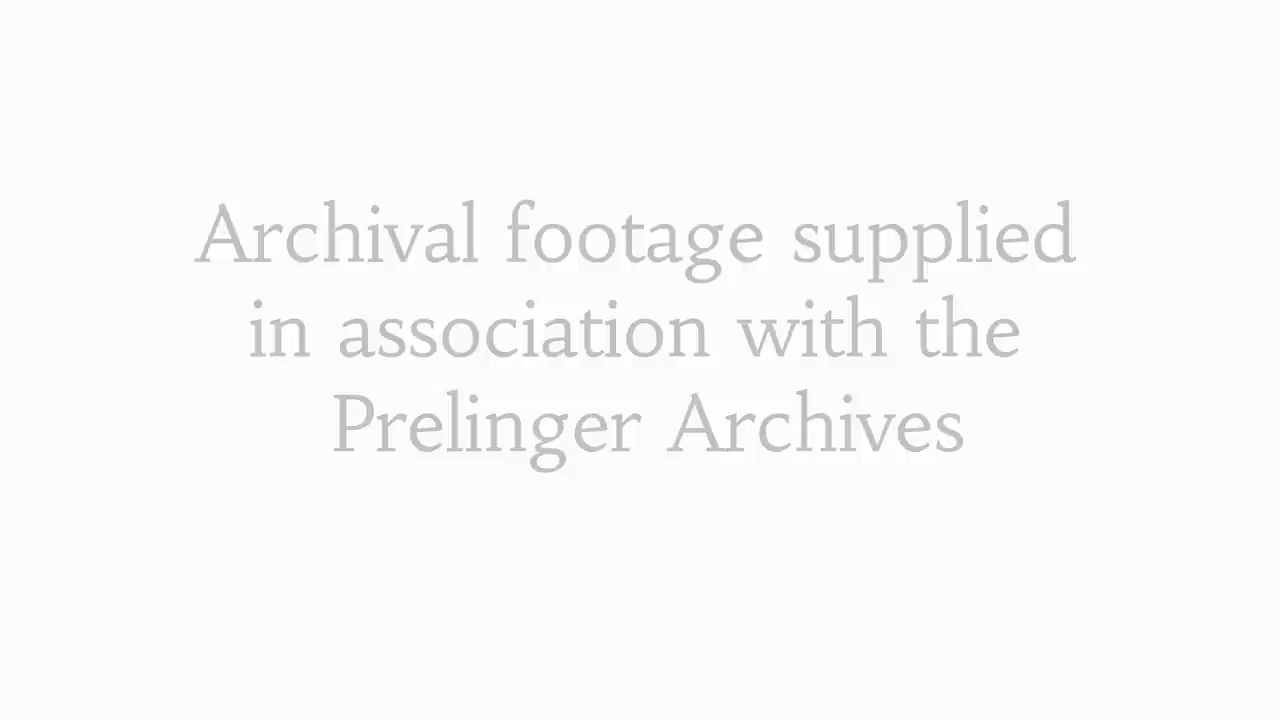 Archival footage supplied
in association with the
Prelinger Archives